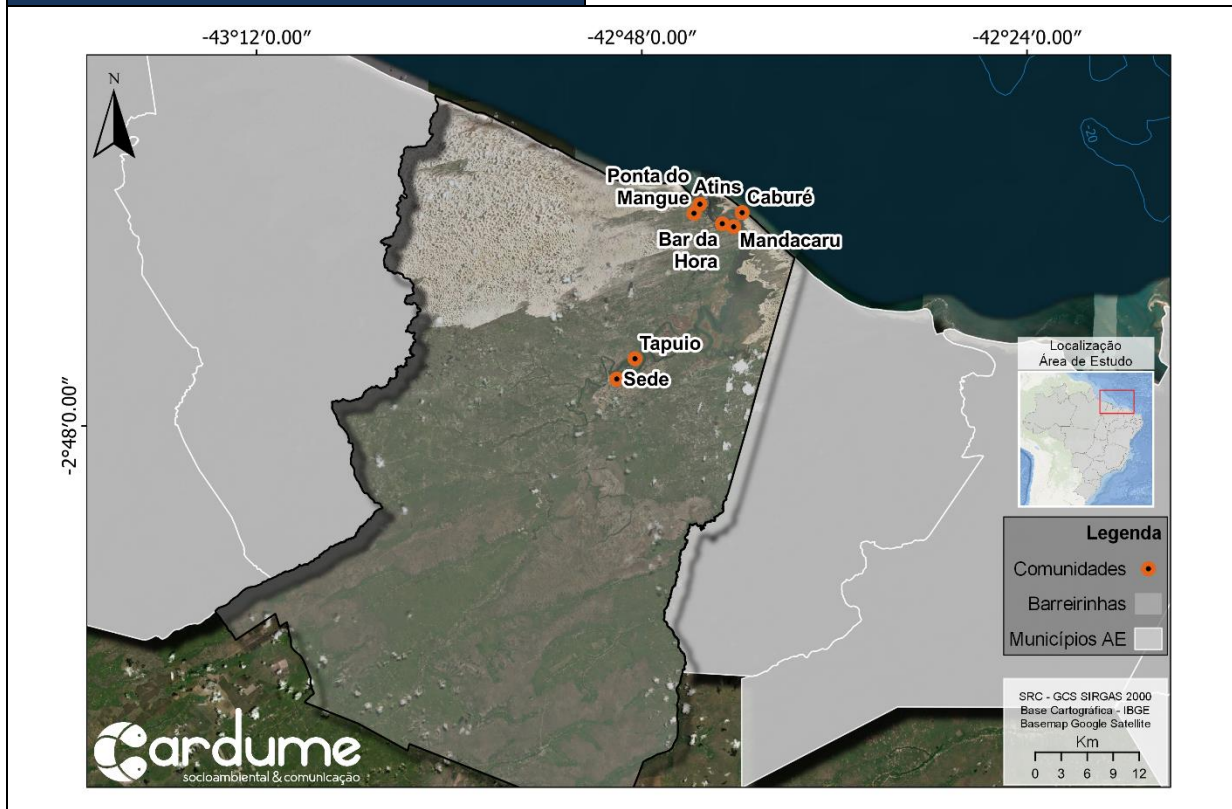 -43°12′0.00″
-42°48′0.00″
-42°24′0.00″
N
-20
Ponta do
Mangue
Atins
Caburé
Bar da
Hora
Mandacaru
Tapuio
Sede
-2°48′0.00″
Localização
Área de Estudo
Legenda
Comunidades
Barreirinhas
Municípios AE
SRC - GCS SIRGAS 2000
Base Cartográfica - IBGE
Basemap Google Satellite
Km
0 3 6 9 12
Cardume
socioambiental & comunicação